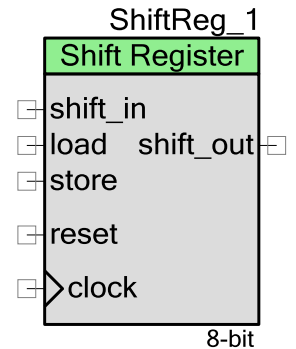 ShiftReg_1
Shift Register
shift_in
load shift_out
store
reset
clock
8-bit